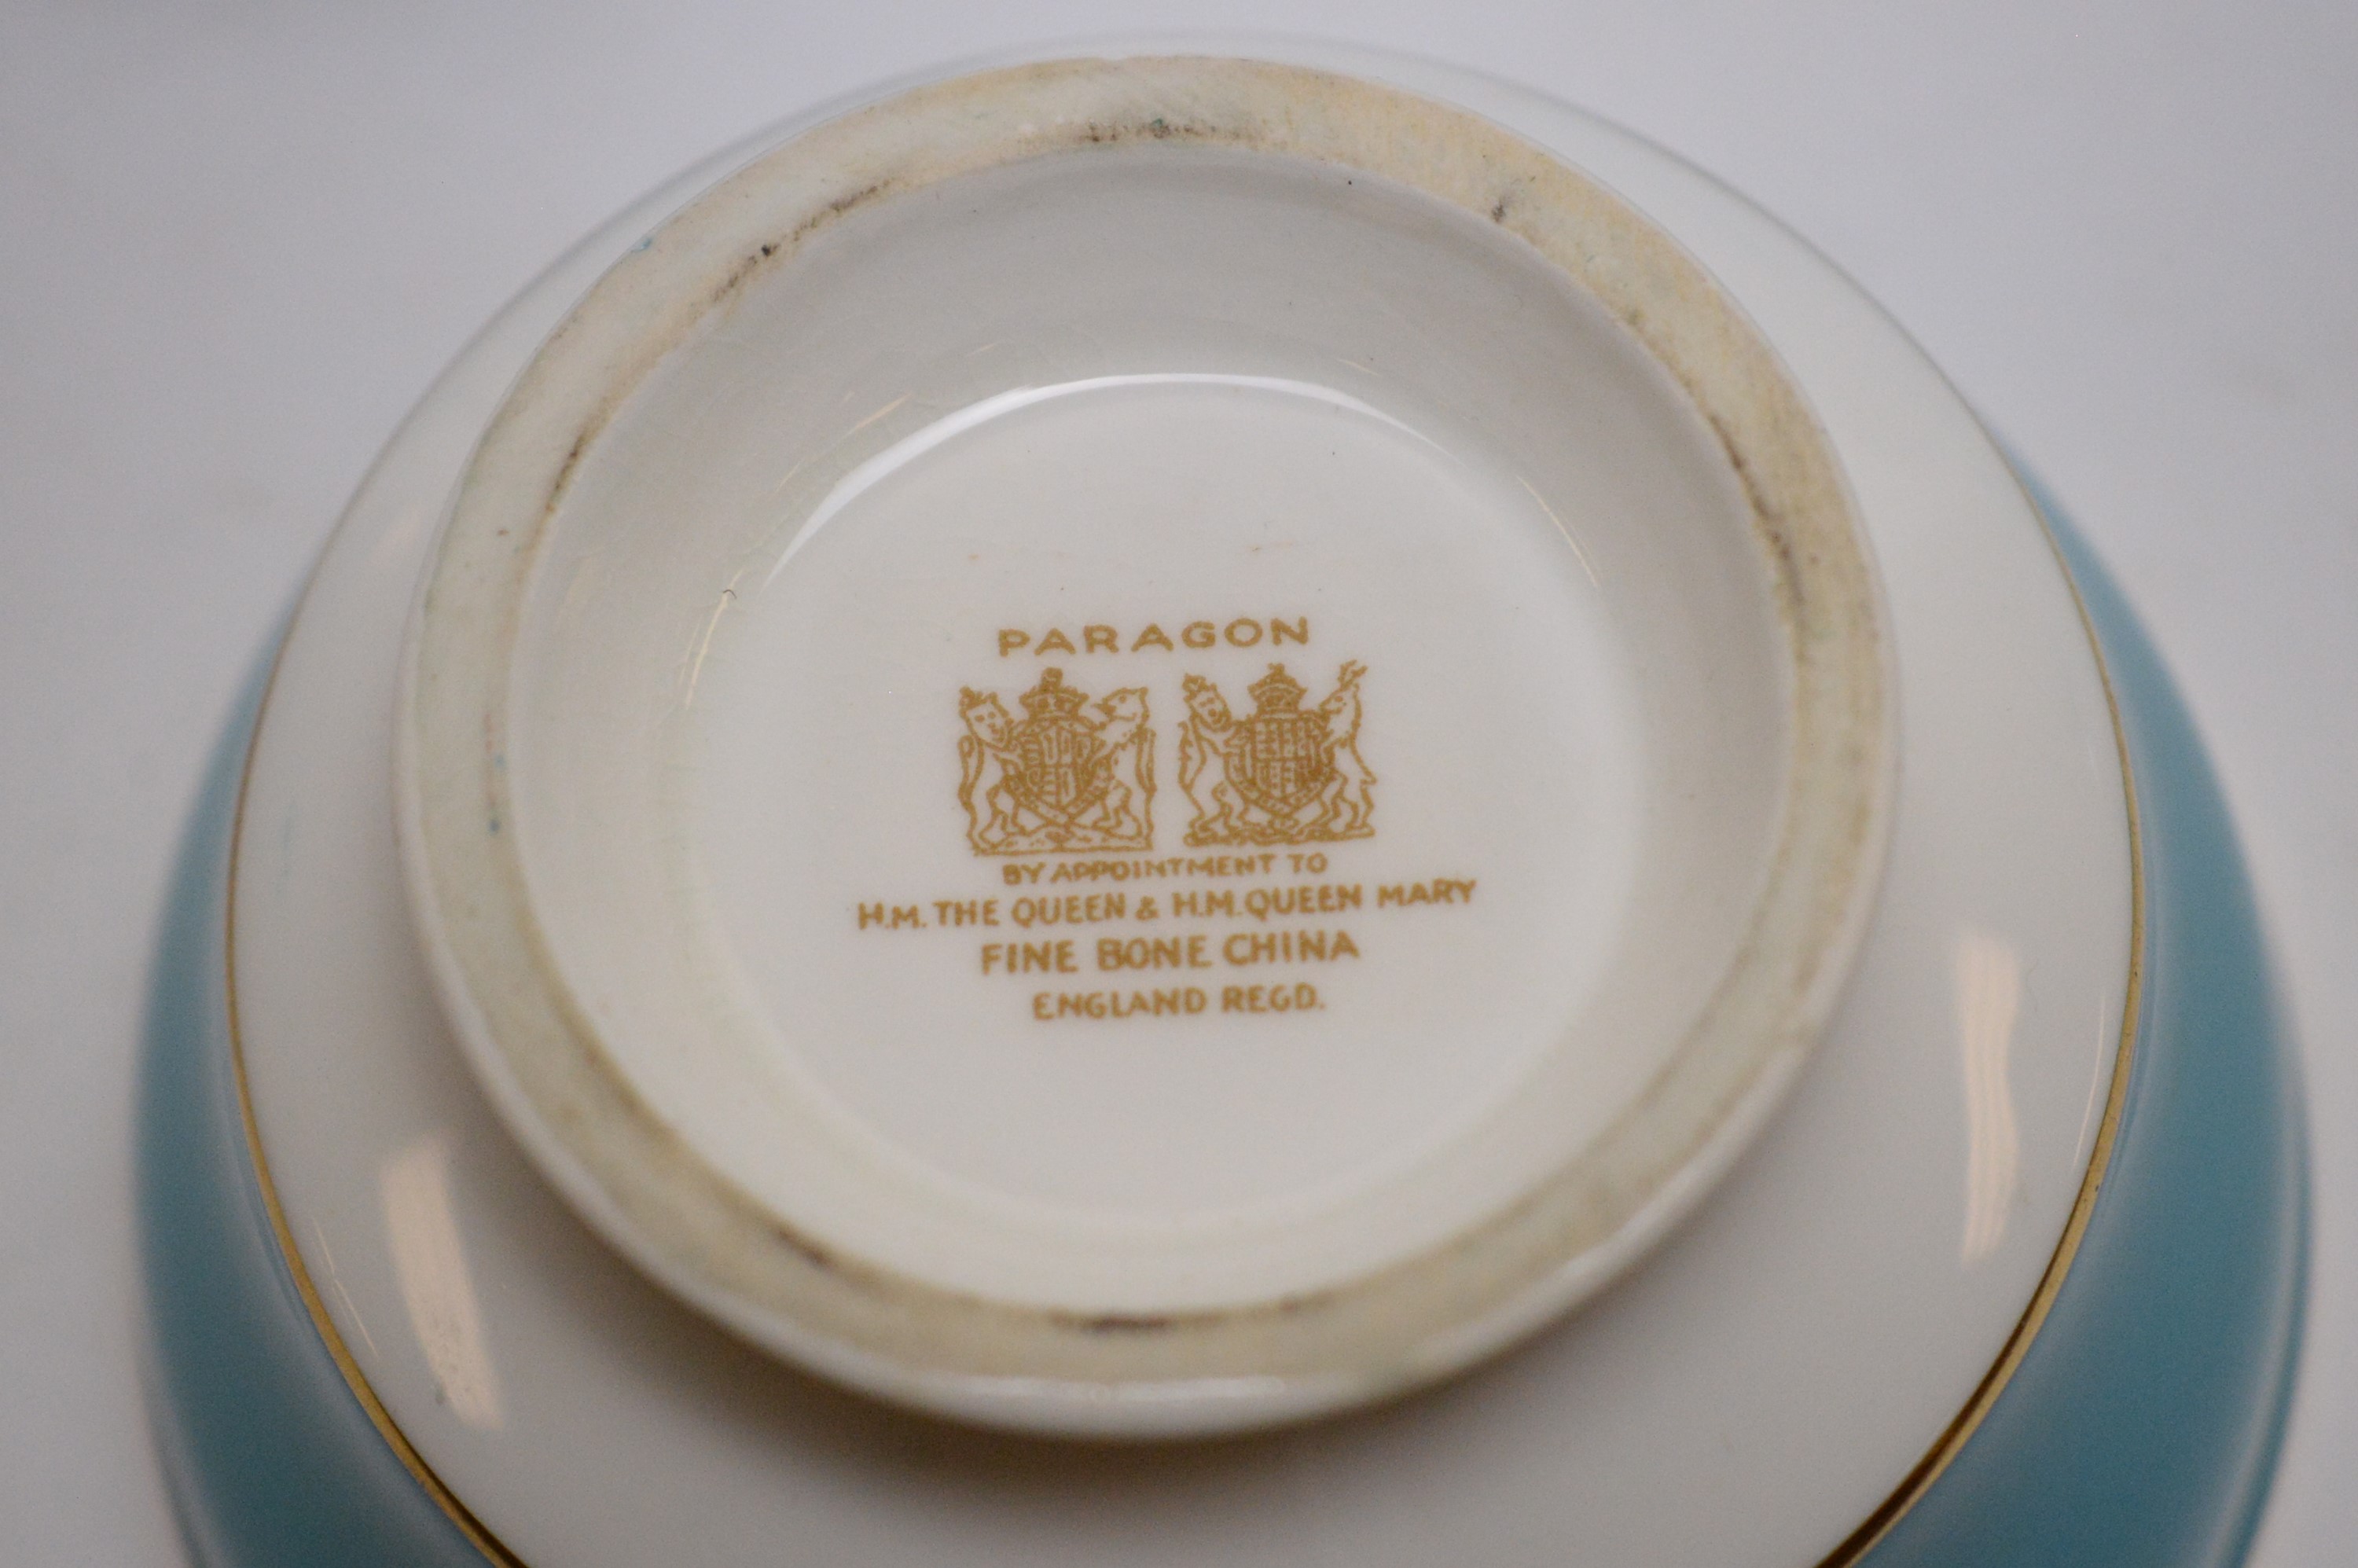 PARAGON
BY APPOINTMENT TO
H.M. THE QUEEN & H.M. QUEEN MARY
FINE BONE CHINA
ENGLAND REGD.